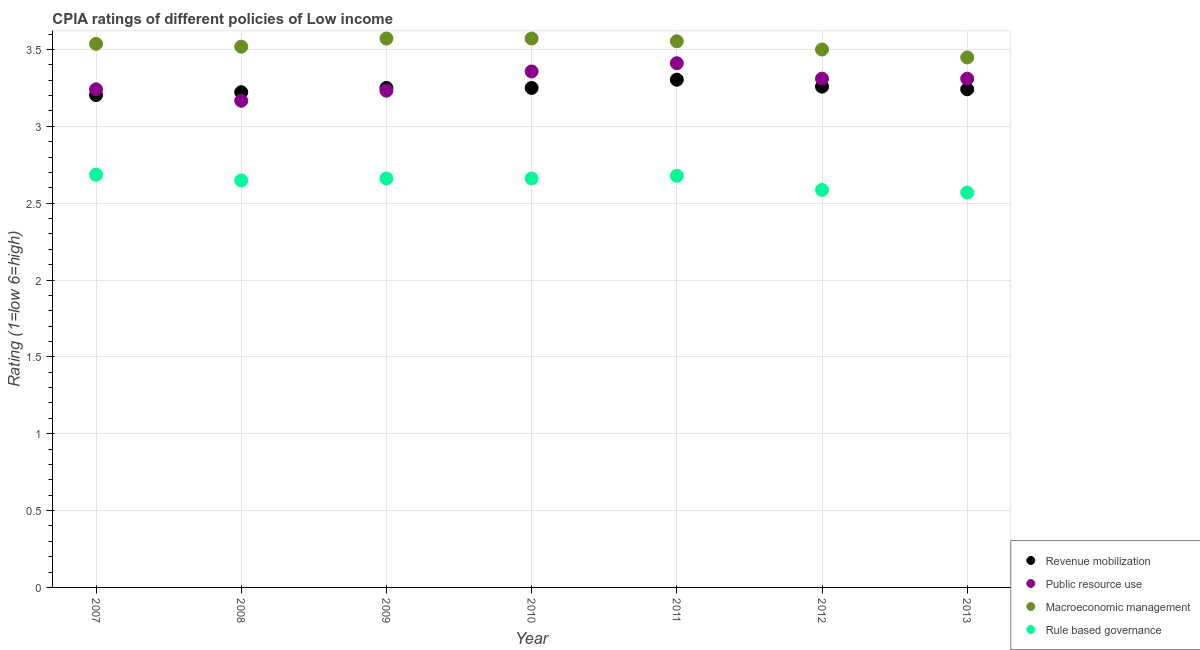 CPIA ratings of different policies of Low income
Rating (1=low 6=high)
3.5
3
2.5
2
1.5
1
0.5
0
2007
2008
2009
2010
2011
2012
2013
Year
Revenue mobilization
Public resource use
Macroeconomic management
Rule based governance